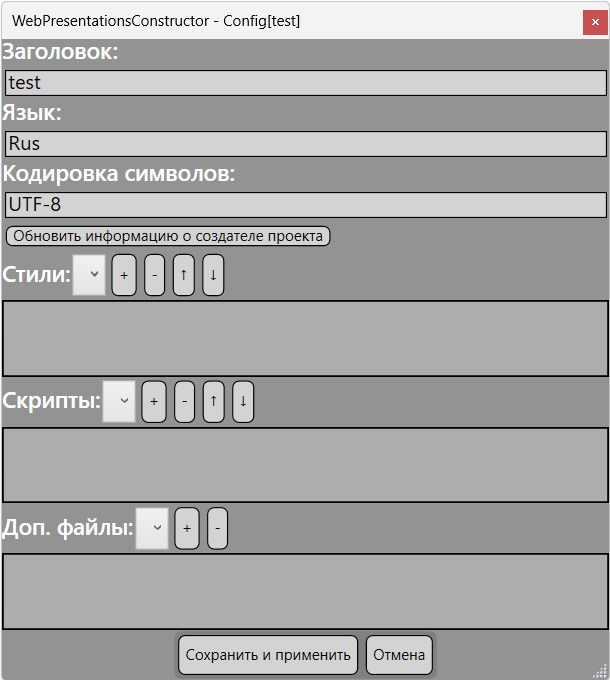 WebPresentationsConstructor - Config[test]
Заголовок:
test
Язык:
Rus
Кодировка символов:
UTF-8
Обновить информацию о создателе проекта
Стили: + - ↑ ↓
Скрипты: + - ↑ ↓
Доп. файлы: + -
Сохранить и применить Отмена